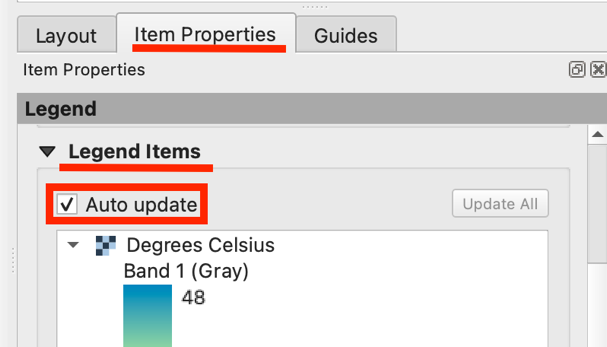 Layout Item Properties Guides
Item Properties
Legend
Legend Items
Auto update Update All
Degrees Celsius
Band 1 (Gray)
48